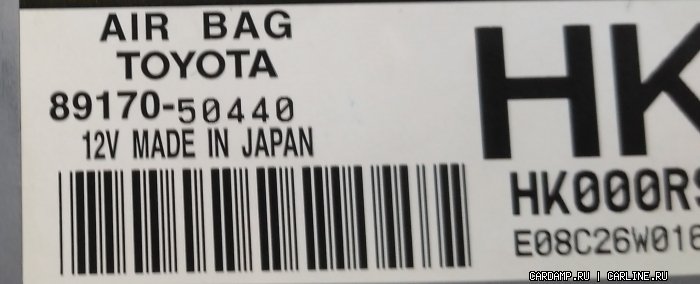 AIR BAG
TOYOTA
89170-50440
12V MADE IN JAPAN
HK
HK000RS
E08C26W016
CARDAMP.RU | CARLINE.RU